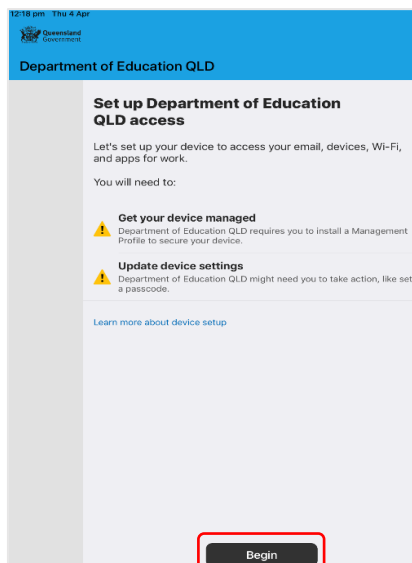 12:18 pm Thu 4 Apr
Queensland
Government
Department of Education QLD
Set up Department of Education
QLD access
Let's set up your device to access your email, devices, Wi-Fi,
and apps for work.
You will need to:
Get your device managed
Department of Education QLD requires you to install a Management
Profile to secure your device.
Update device settings
Department of Education QLD might need you to take action, like set
a passcode.
Learn more about device setup
Begin